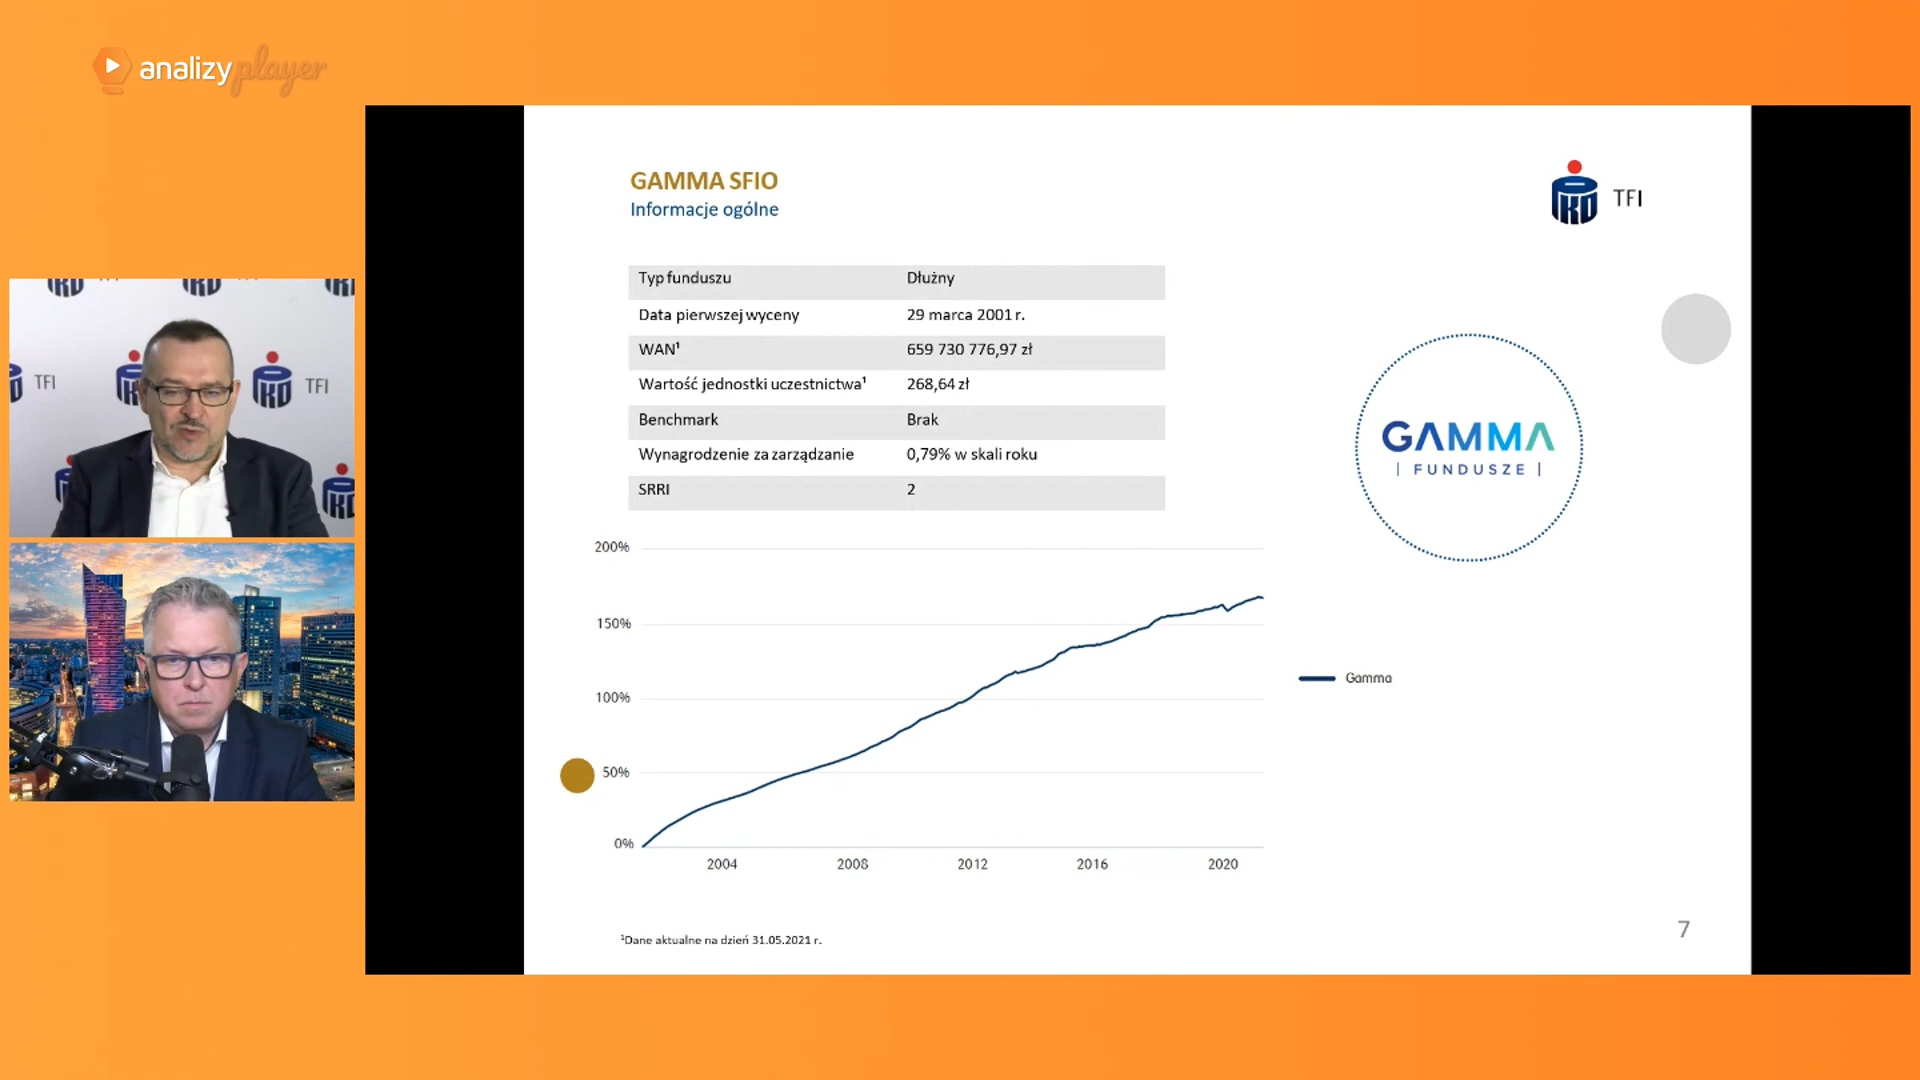 analizy player
GAMMA SFIO
Informacje ogólne
PKO TFI
Typ funduszu Dłużny
Data pierwszej wyceny 29 marca 2001 r.
WAN¹ 659 730 776,97 zł
Wartość jednostki uczestnictwa¹ 268,64 zł
Benchmark Brak
Wynagrodzenie za zarządzanie 0,79% w skali roku
SRRI 2
GAMMA
| FUNDUSZE |
TFI
TFI
200%
150%
100%
50%
0%
2004 2008 2012 2016 2020
Gamma
¹Dane aktualne na dzień 31.05.2021 r.
7